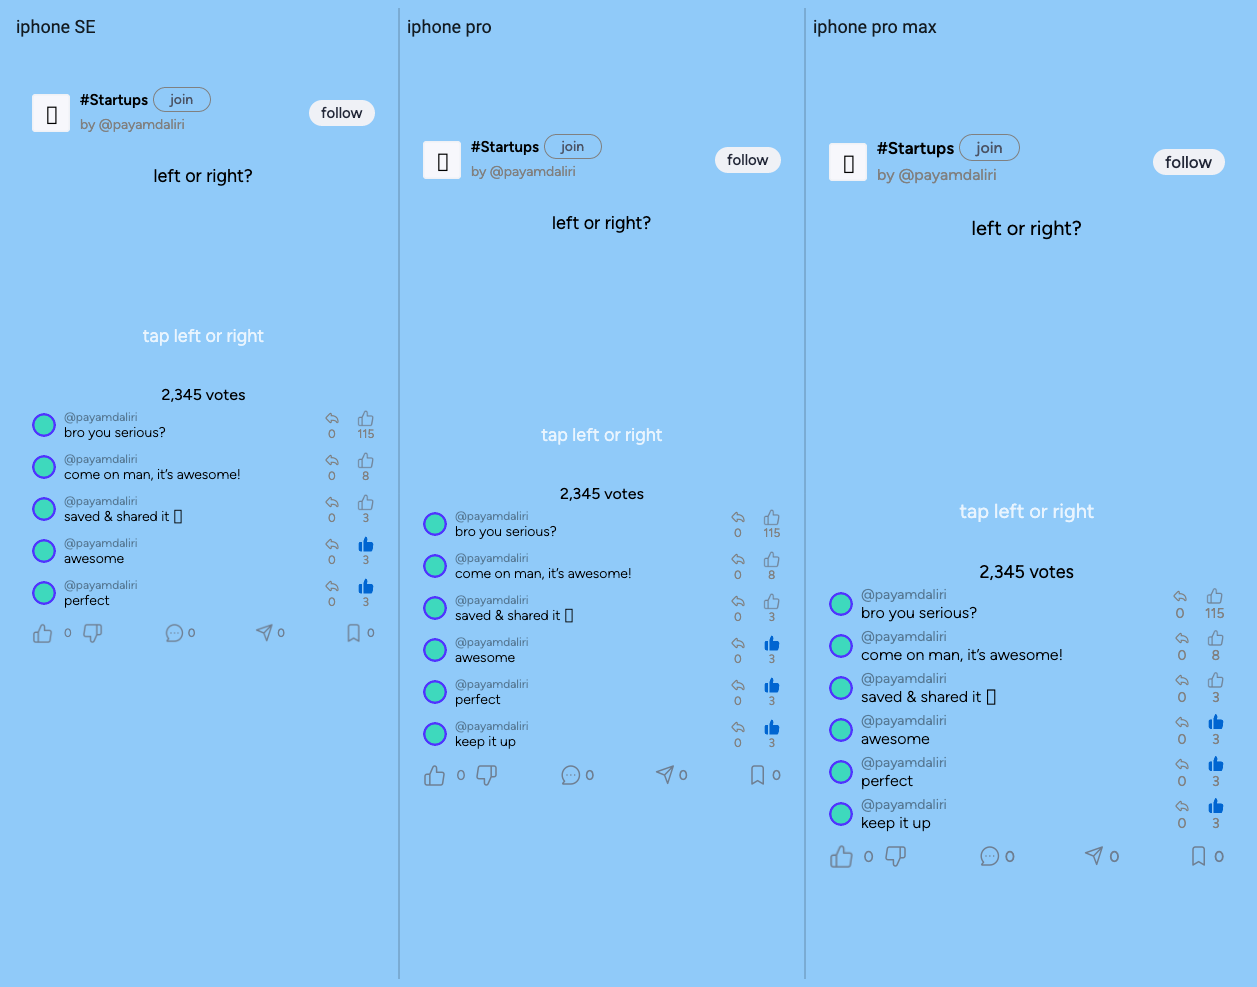 iphone SE
#Startups join
by @payamdaliri
follow
left or right?
tap left or right
2,345 votes
@payamdaliri
bro you serious?
0 115
@payamdaliri
come on man, it's awesome!
0 8
@payamdaliri
saved & shared it
0 3
@payamdaliri
awesome
0 3
@payamdaliri
perfect
0 3
0 0 0 0
iphone pro
#Startups join
by @payamdaliri
follow
left or right?
tap left or right
2,345 votes
@payamdaliri
bro you serious?
0 115
@payamdaliri
come on man, it's awesome!
0 8
@payamdaliri
saved & shared it
0 3
@payamdaliri
awesome
0 3
@payamdaliri
perfect
0 3
@payamdaliri
keep it up
0 3
0 0 0 0
iphone pro max
#Startups join
by @payamdaliri
follow
left or right?
tap left or right
2,345 votes
@payamdaliri
bro you serious?
0 115
@payamdaliri
come on man, it's awesome!
0 8
@payamdaliri
saved & shared it
0 3
@payamdaliri
awesome
0 3
@payamdaliri
perfect
0 3
@payamdaliri
keep it up
0 3
0 0 0 0